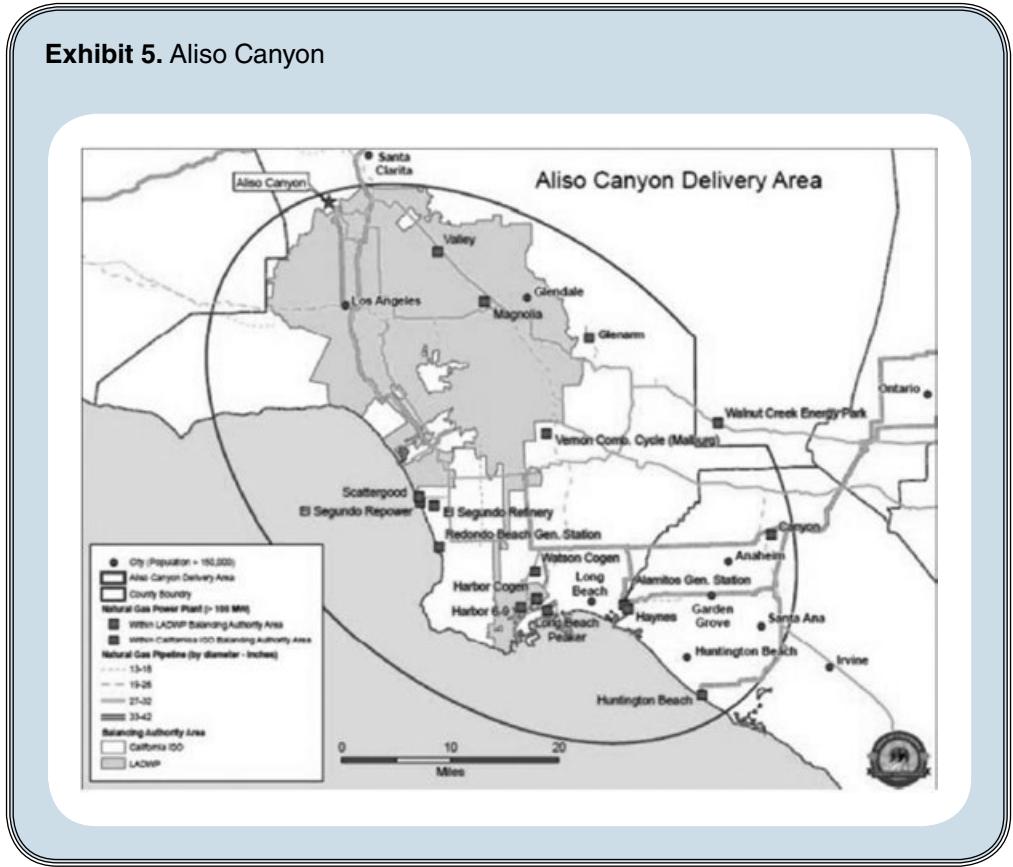 Exhibit 5. Aliso Canyon
Aliso Canyon Delivery Area
Santa
Clarita
Aliso Canyon
Valley
Los Angeles
Glendale
Magnolia
Glenarm
Ontario
Walnut Creek Energy Park
Vernon Comb. Cycle (Malburg)
Scattergood
El Segundo Repower
El Segundo Refinery
Redondo Beach Gen. Station
Canyon
Watson Cogen
Anaheim
Harbor Cogen
Long
Beach
Alamitos Gen. Station
Harbor 6-9
Long Beach
Peaker
Haynes
Garden
Grove
Santa Ana
Huntington Beach
Irvine
Huntington Beach
City (Population > 150,000)
Aliso Canyon Delivery Area
County Boundry
Natural Gas Power Plant (> 100 MW)
Within LADWP Balancing Authority Area
Within California ISO Balancing Authority Area
Natural Gas Pipeline (by diameter - inches)
13-18
19-26
27-32
33-42
Balancing Authority Area
California ISO
LADWP
0 10 20
Miles